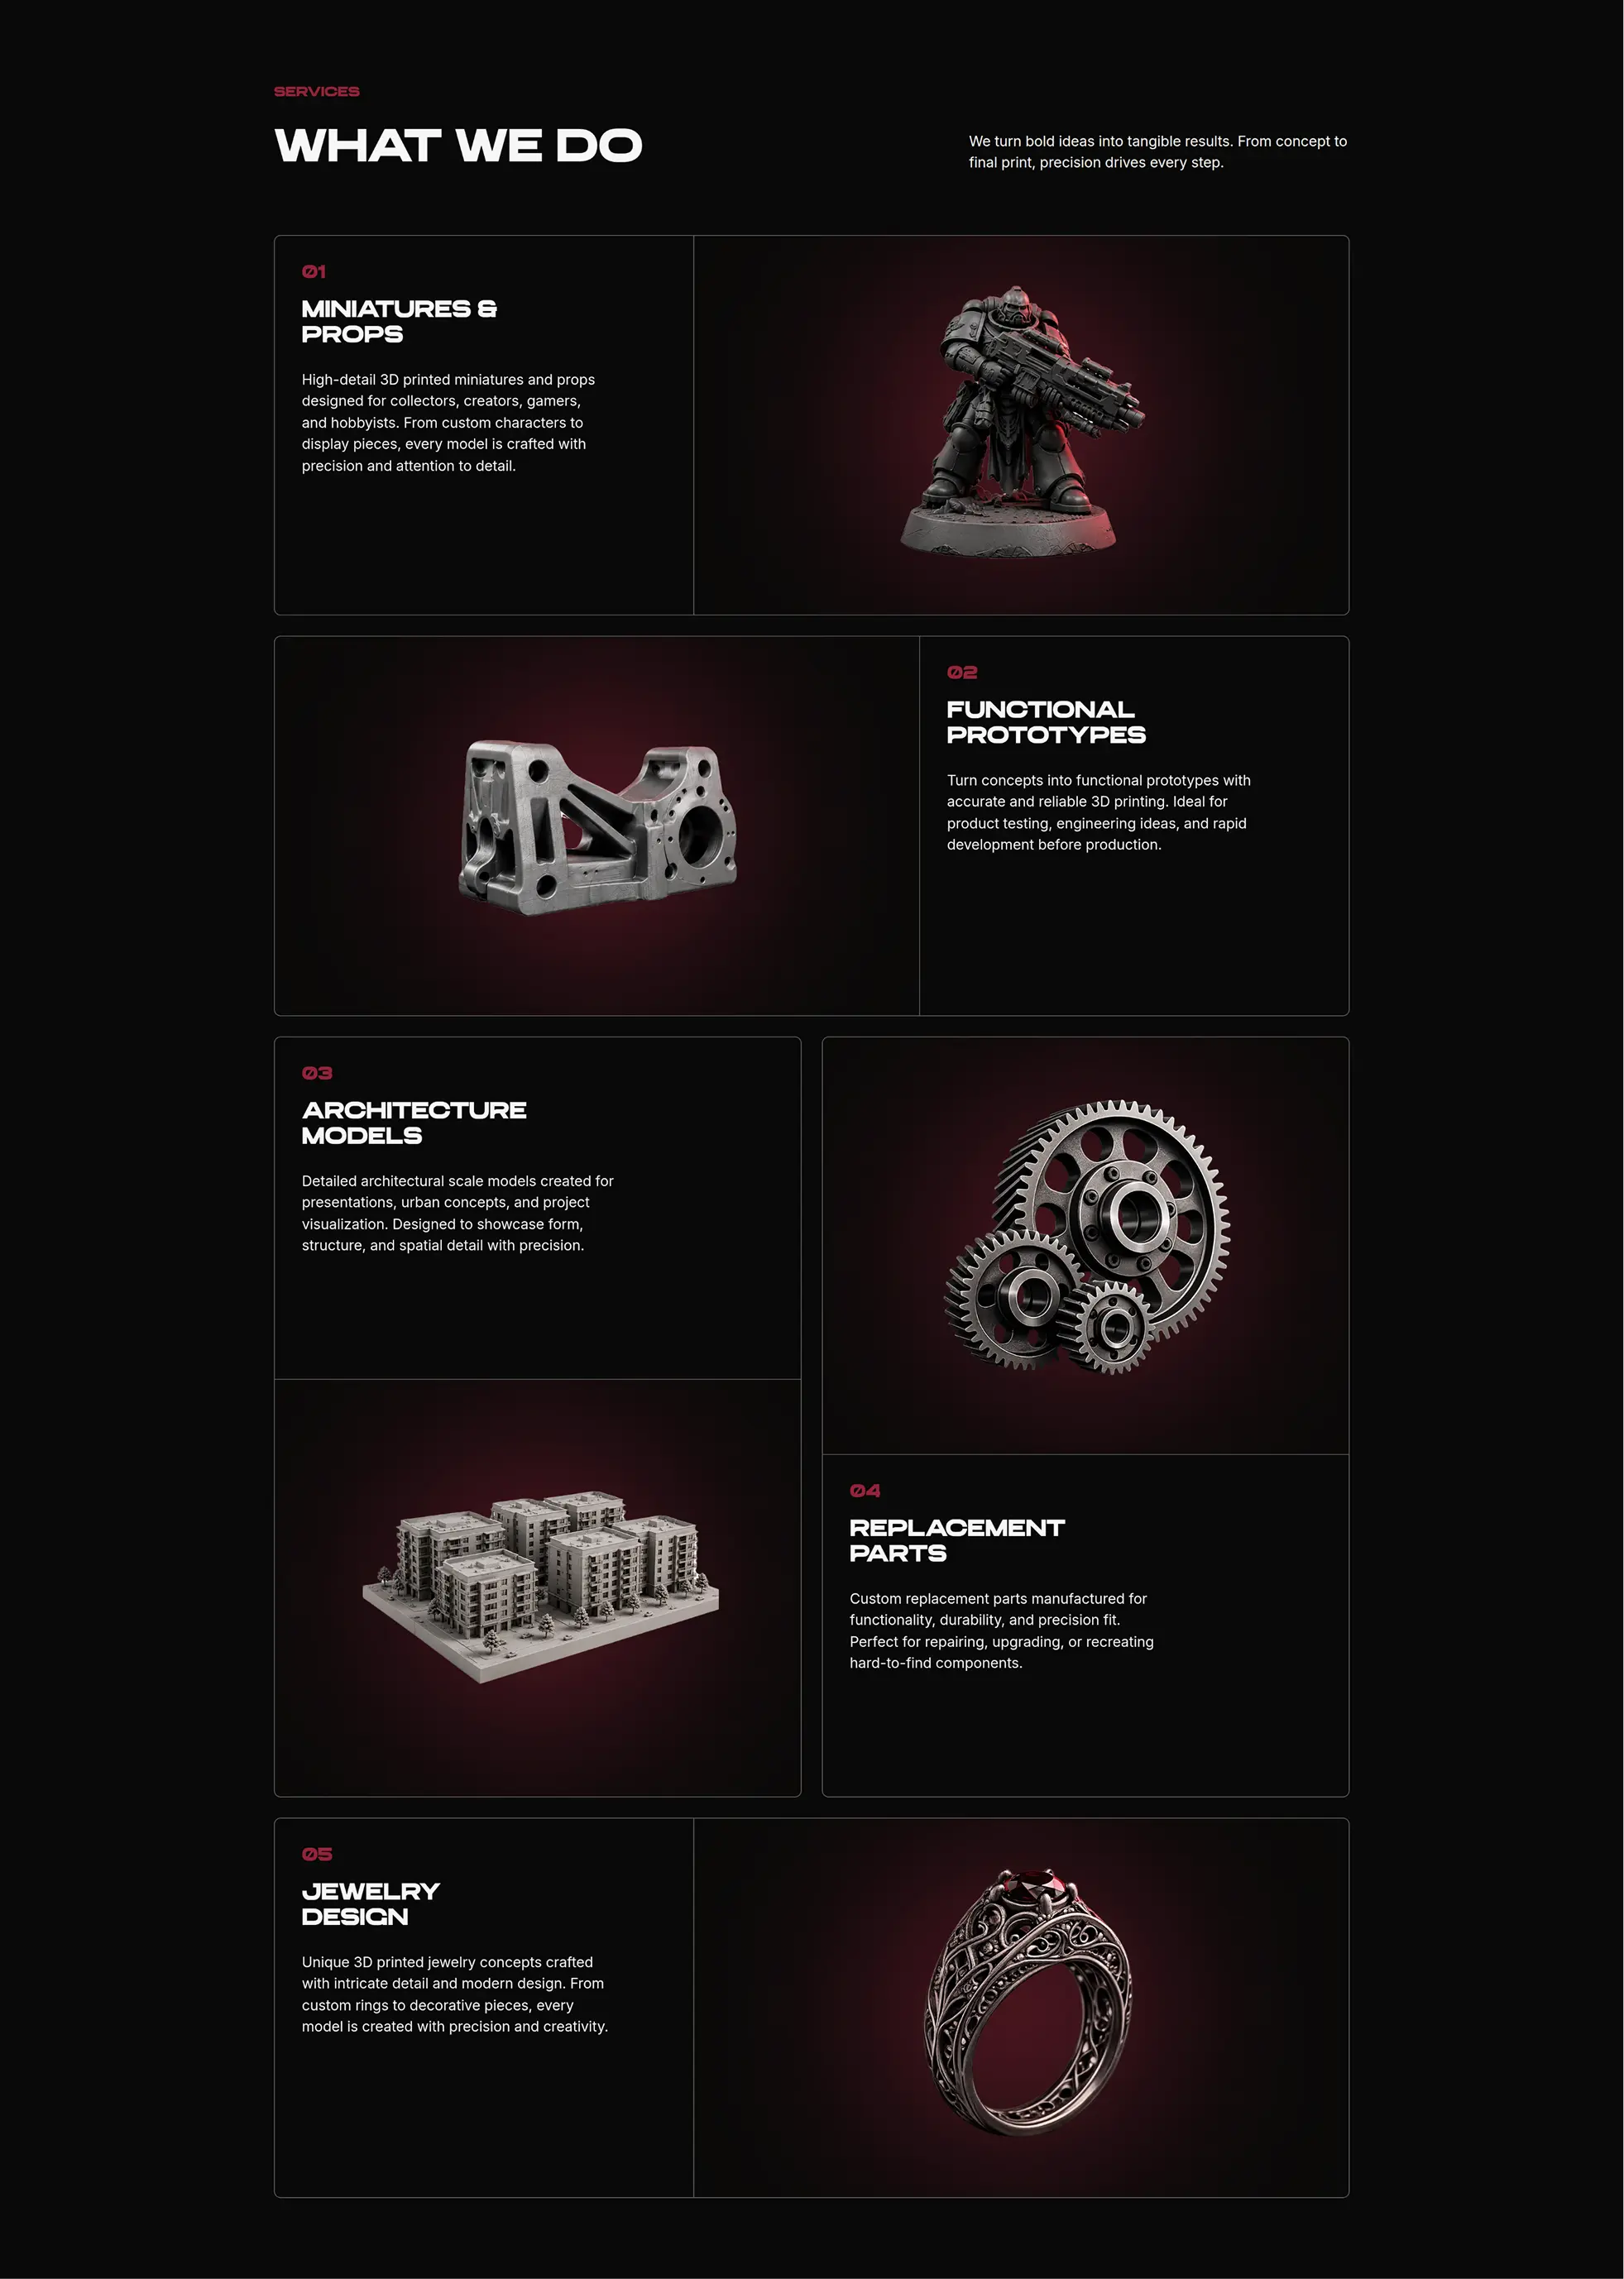 SERVICES
WHAT WE DO
We turn bold ideas into tangible results. From concept to
final print, precision drives every step.
01
MINIATURES &
PROPS
High-detail 3D printed miniatures and props
designed for collectors, creators, gamers,
and hobbyists. From custom characters to
display pieces, every model is crafted with
precision and attention to detail.
02
FUNCTIONAL
PROTOTYPES
Turn concepts into functional prototypes with
accurate and reliable 3D printing. Ideal for
product testing, engineering ideas, and rapid
development before production.
03
ARCHITECTURE
MODELS
Detailed architectural scale models created for
presentations, urban concepts, and project
visualization. Designed to showcase form,
structure, and spatial detail with precision.
04
REPLACEMENT
PARTS
Custom replacement parts manufactured for
functionality, durability, and precision fit.
Perfect for repairing, upgrading, or recreating
hard-to-find components.
05
JEWELRY
DESIGN
Unique 3D printed jewelry concepts crafted
with intricate detail and modern design. From
custom rings to decorative pieces, every
model is created with precision and creativity.